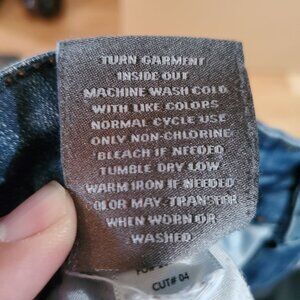 TURN GARMENT
INSIDE OUT
MACHINE WASH COLD
WITH LIKE COLORS
NORMAL CYCLE USE
ONLY NON-CHLORINE
BLEACH IF NEEDED
TUMBLE DRY LOW
WARM IRON IF NEEDED
COLOR MAY TRANSFER
WHEN WORN OR
WASHED
CUT# 04